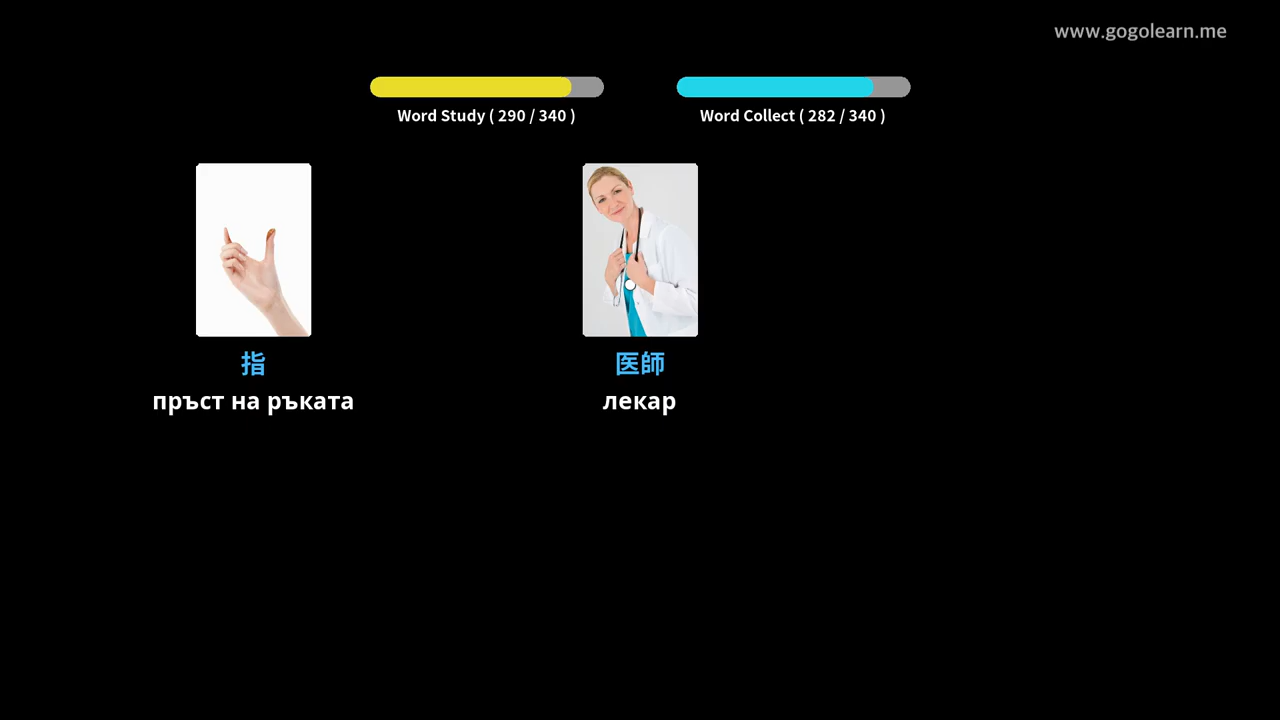 www.gogolearn.me
Word Study ( 290 / 340 )
Word Collect ( 282 / 340 )
指
пръст на ръката
医師
лекар